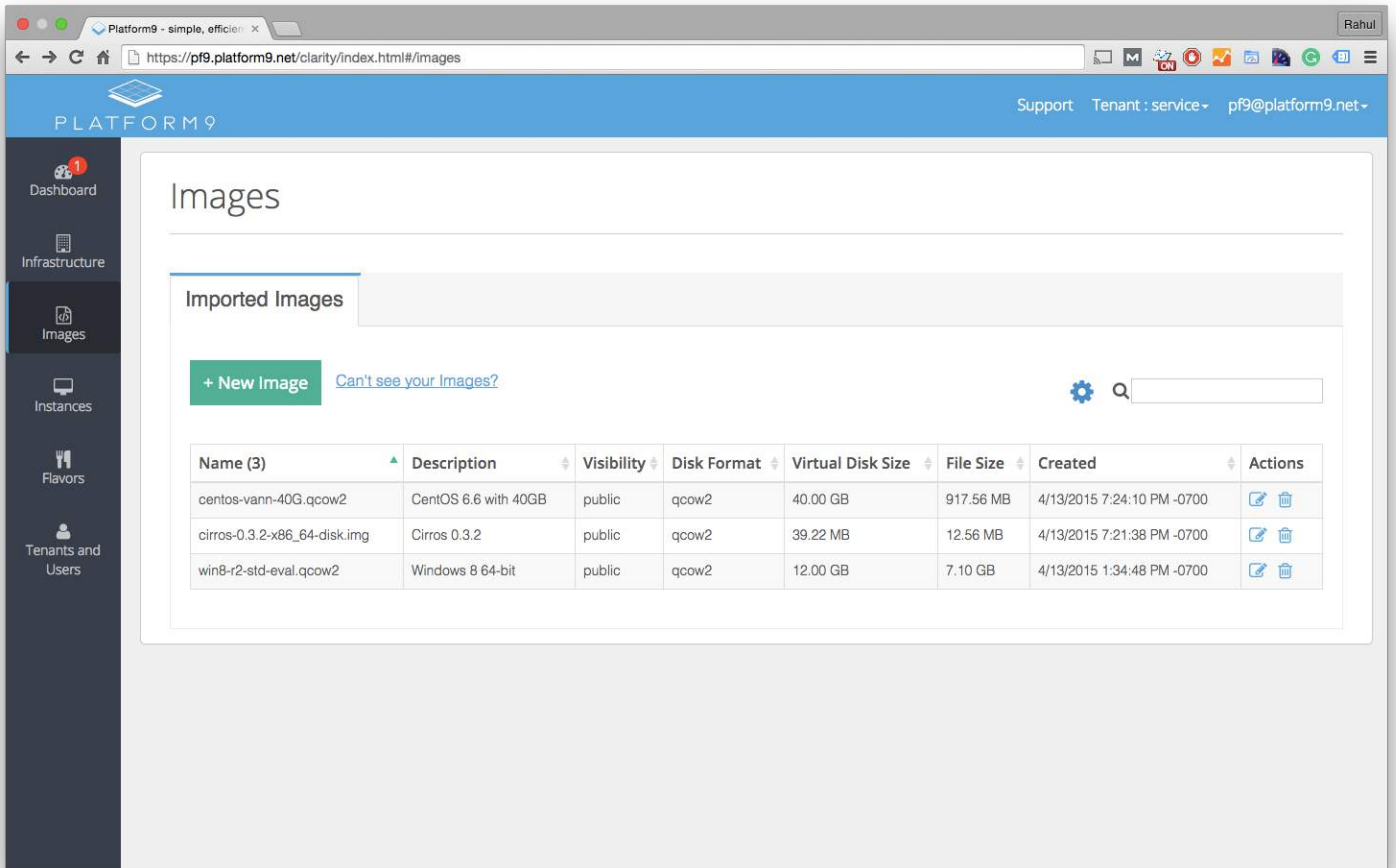 Platform9 - simple, efficien
Rahul
https://pf9.platform9.net/clarity/index.html#/images
M
ON
G
PLATFORM9
Support Tenant : service pf9@platform9.net
1
Dashboard
Infrastructure
Images
Instances
Flavors
Tenants and
Users
Images
Imported Images
+ New Image Can't see your Images?
Name (3) Description Visibility Disk Format Virtual Disk Size File Size Created Actions
centos-vann-40G.qcow2 CentOS 6.6 with 40GB public qcow2 40.00 GB 917.56 MB 4/13/2015 7:24:10 PM -0700
cirros-0.3.2-x86_64-disk.img Cirros 0.3.2 public qcow2 39.22 MB 12.56 MB 4/13/2015 7:21:38 PM -0700
win8-r2-std-eval.qcow2 Windows 8 64-bit public qcow2 12.00 GB 7.10 GB 4/13/2015 1:34:48 PM -0700